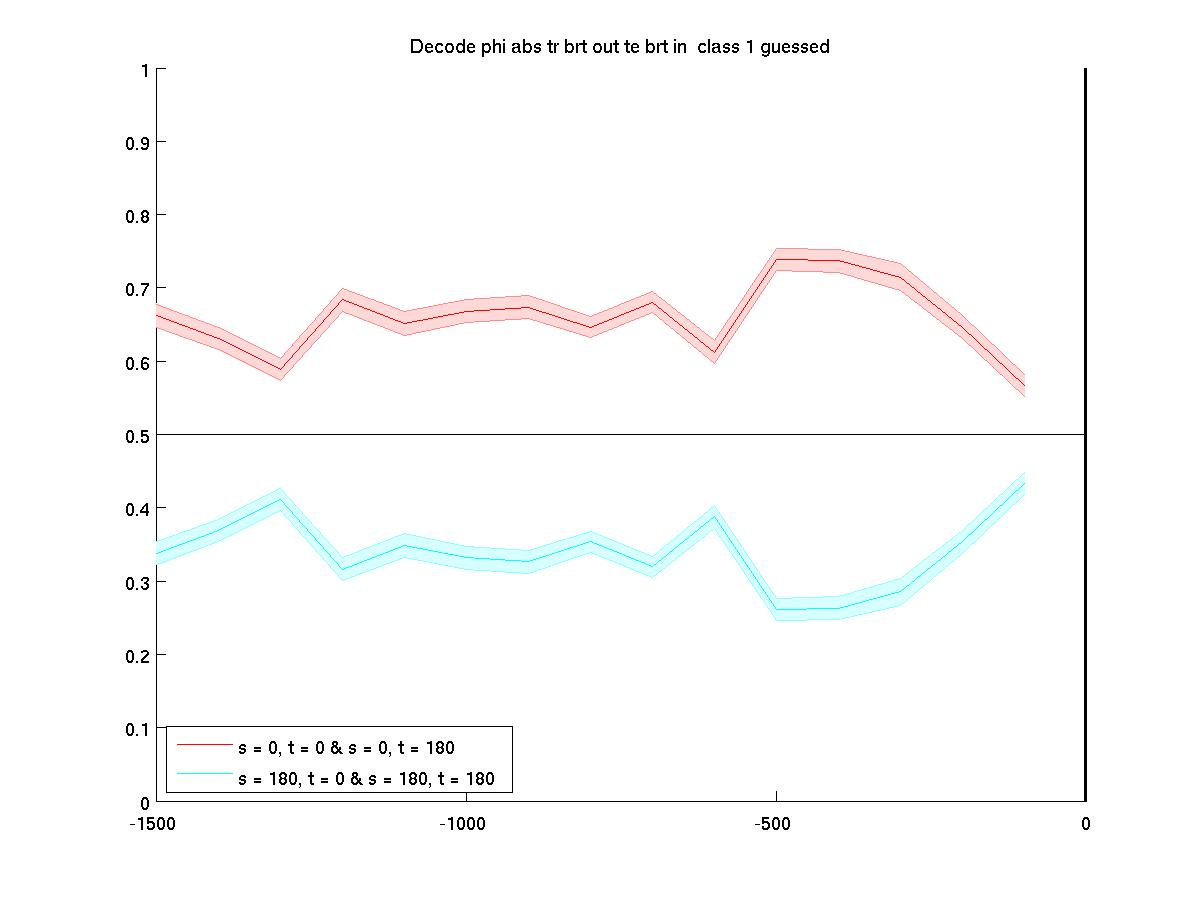 Decode phi abs tr brt out te brt in  class 1 guessed
1
0.9
0.8
0.7
0.6
0.5
0.4
0.3
0.2
0.1
0
s = 0, t = 0 & s = 0, t = 180
s = 180, t = 0 & s = 180, t = 180
-1500 -1000 -500 0